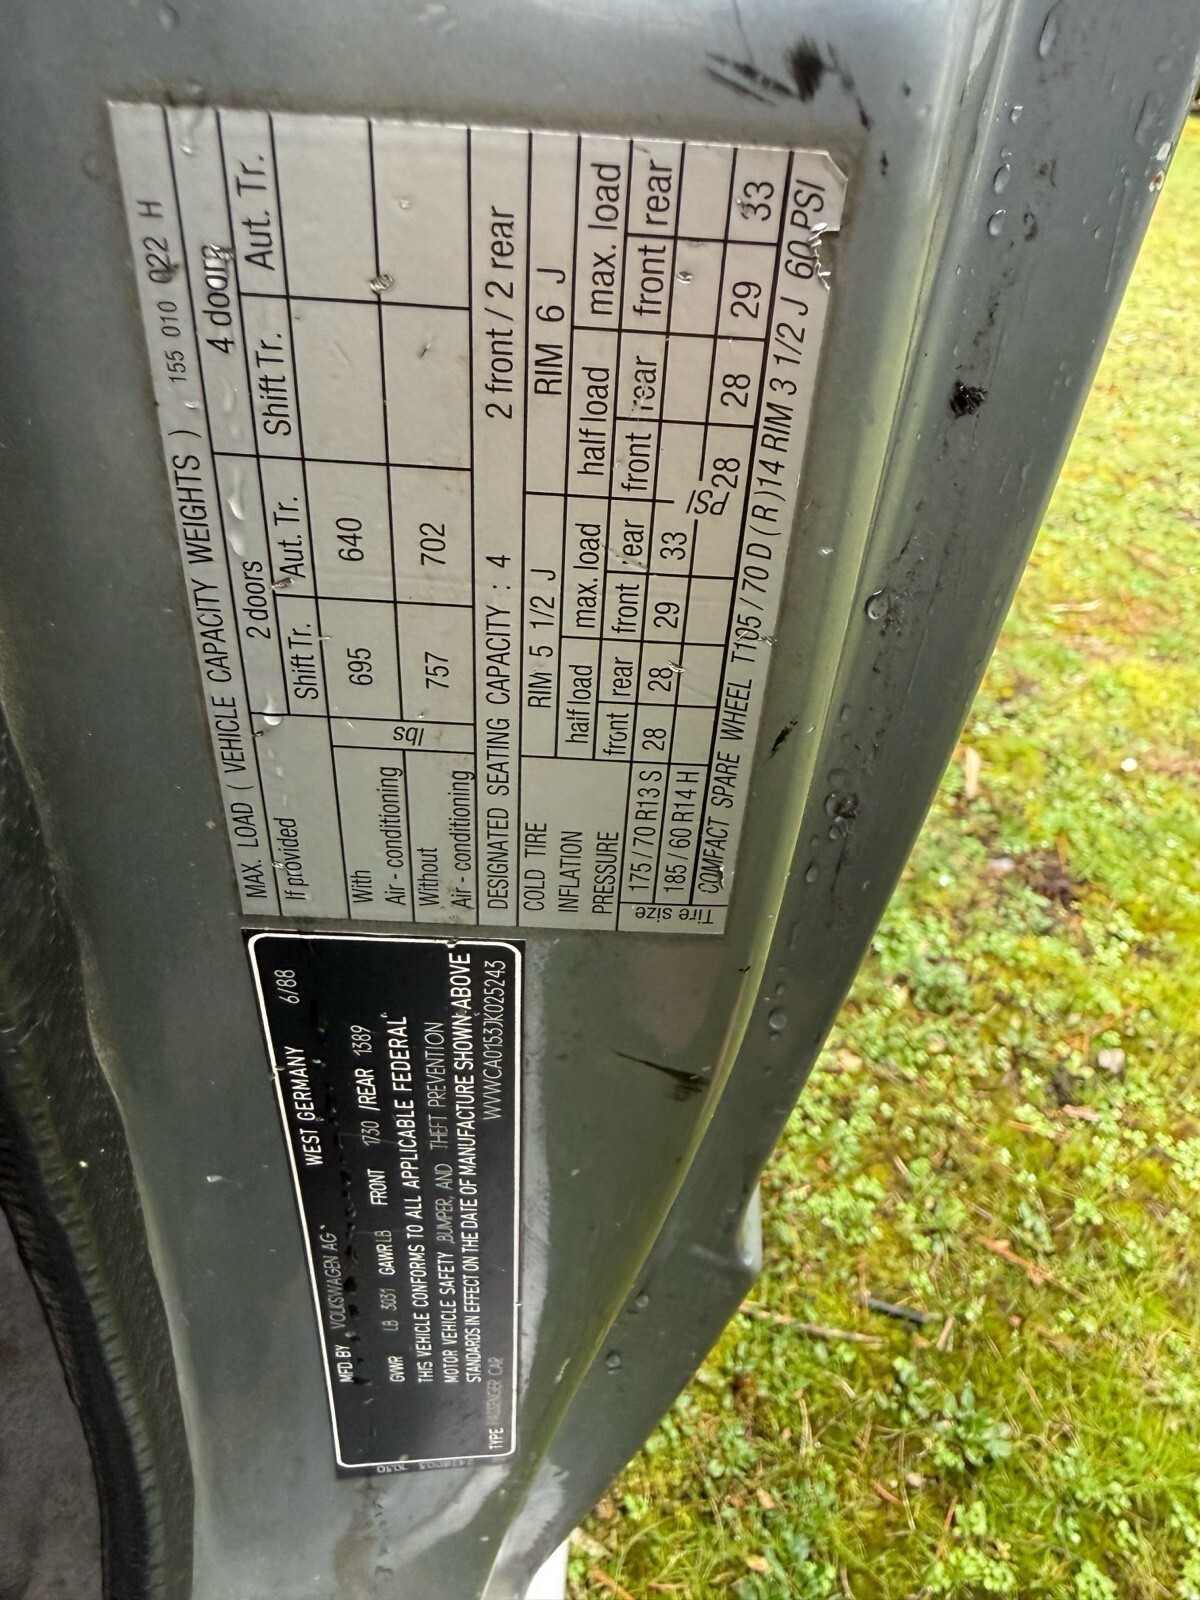 MAX. LOAD ( VEHICLE CAPACITY WEIGHTS ) 155 010 022 H
If provided 2 doors 4 doors
Shift Tr. Aut. Tr. Shift Tr. Aut. Tr.
With
Air - conditioning lbs 695 640
Without
Air - conditioning 757 702
DESIGNATED SEATING CAPACITY : 4 2 front / 2 rear
COLD TIRE RIM 5 1/2 J RIM 6 J
INFLATION half load max. load half load max. load
PRESSURE front rear front rear front rear front rear
Tire size 175 / 70 R13 S 28 28 29 33
185 / 60 R14 H PSI 28 28 29 33
COMPACT SPARE WHEEL T105 / 70 D ( R ) 14 RIM 3 1/2 J 60 PSI
MFD. BY VOLKSWAGEN AG WEST GERMANY 6/88
GVWR LB 3031 GAWR LB FRONT 1730 /REAR 1389
THIS VEHICLE CONFORMS TO ALL APPLICABLE FEDERAL
MOTOR VEHICLE SAFETY BUMPER, AND THEFT PREVENTION
STANDARDS IN EFFECT ON THE DATE OF MANUFACTURE SHOWN ABOVE
TYPE PASSENGER CAR WVWCA0153JK025243